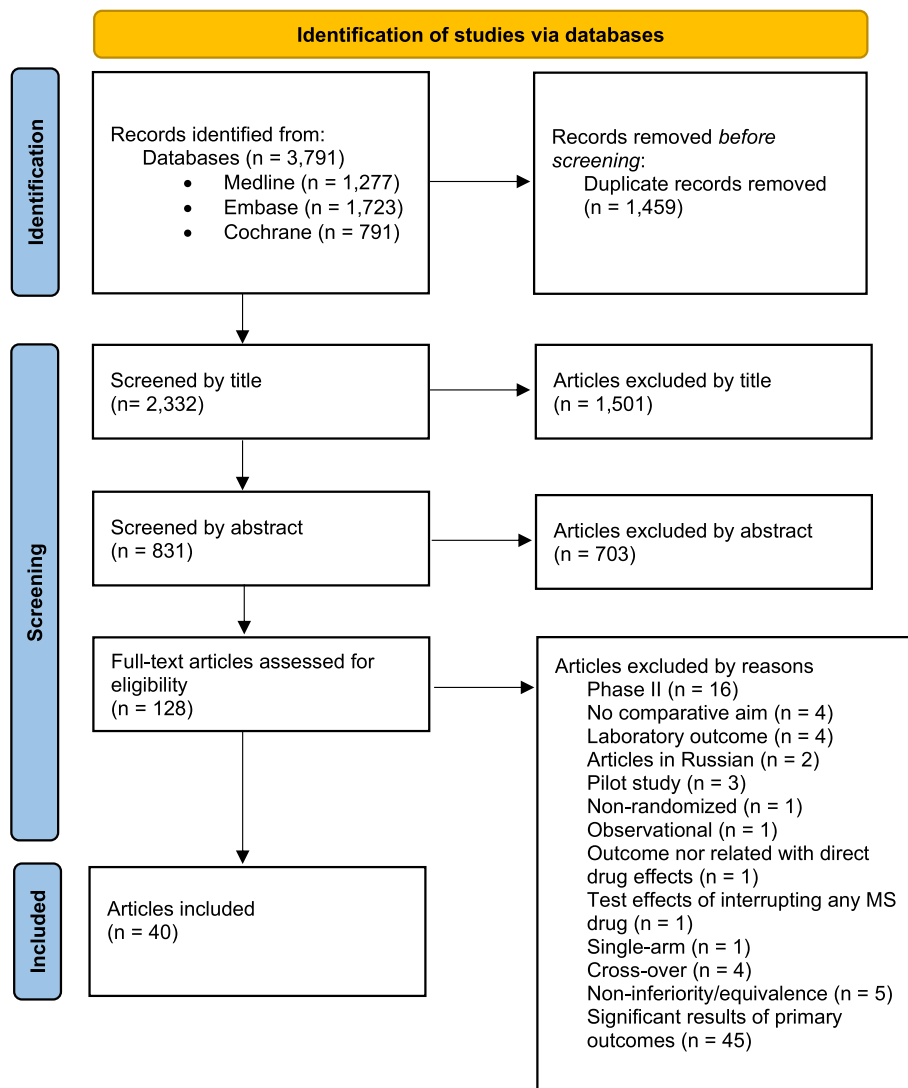 Identification of studies via databases
Identification
Records identified from:
Databases (n = 3,791)
• Medline (n = 1,277)
• Embase (n = 1,723)
• Cochrane (n = 791)
Records removed before
screening:
Duplicate records removed
(n = 1,459)
Screening
Screened by title
(n= 2,332)
Articles excluded by title
(n = 1,501)
Screened by abstract
(n = 831)
Articles excluded by abstract
(n = 703)
Full-text articles assessed for
eligibility
(n = 128)
Articles excluded by reasons
Phase II (n = 16)
No comparative aim (n = 4)
Laboratory outcome (n = 4)
Articles in Russian (n = 2)
Pilot study (n = 3)
Non-randomized (n = 1)
Observational (n = 1)
Outcome nor related with direct
drug effects (n = 1)
Test effects of interrupting any MS
drug (n = 1)
Single-arm (n = 1)
Cross-over (n = 4)
Non-inferiority/equivalence (n = 5)
Significant results of primary
outcomes (n = 45)
Included
Articles included
(n = 40)